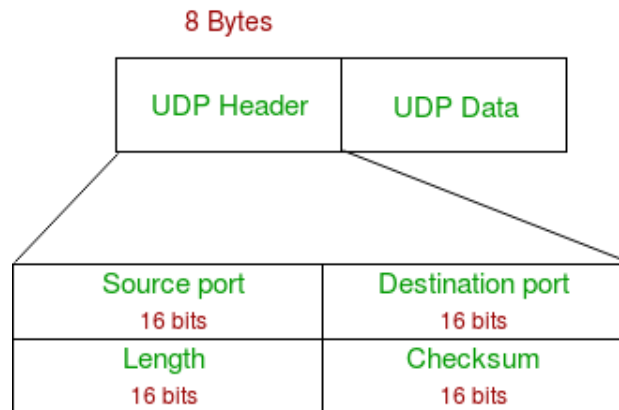 8 Bytes
UDP Header UDP Data
Source port Destination port
16 bits 16 bits
Length Checksum
16 bits 16 bits